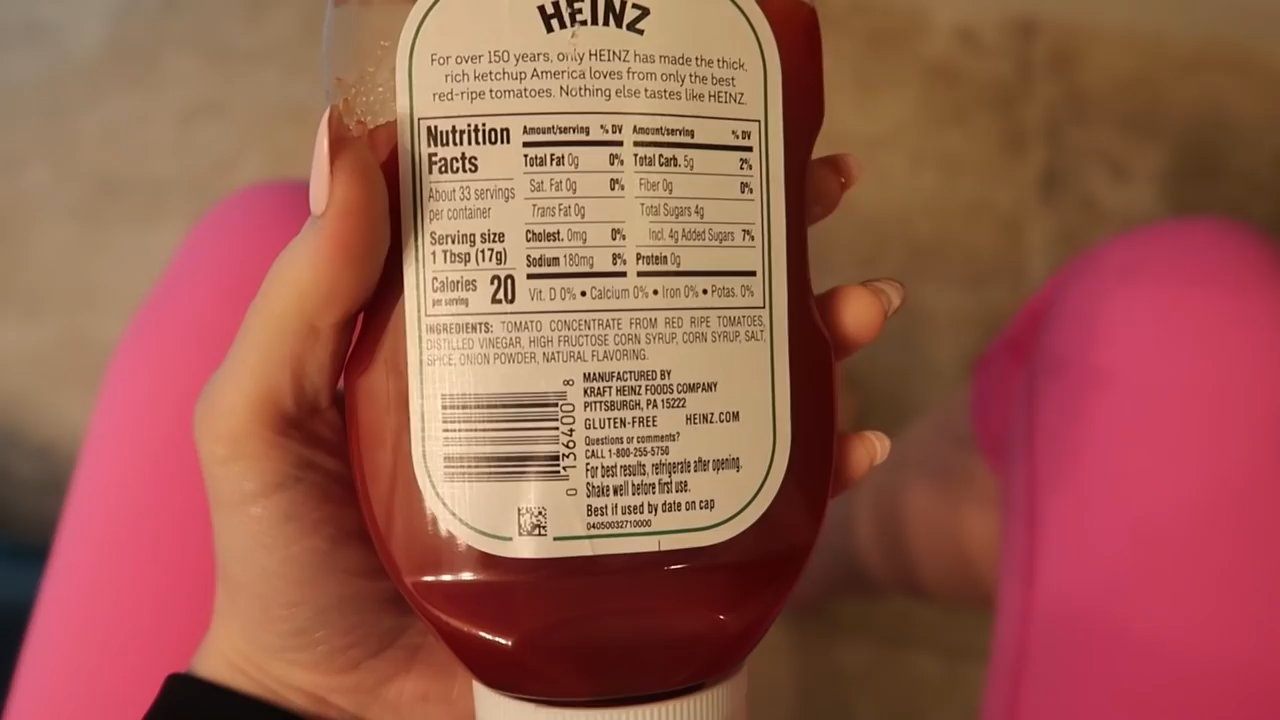 HEINZ
For over 150 years, only HEINZ has made the thick,
rich ketchup America loves from only the best
red-ripe tomatoes. Nothing else tastes like HEINZ.
Nutrition
Facts
About 33 servings
per container
Serving size
1 Tbsp (17g)
Calories 20
per serving
Amount/serving % DV
Total Fat 0g 0%
Sat. Fat 0g 0%
Trans Fat 0g
Cholest. 0mg 0%
Sodium 180mg 8%
Amount/serving % DV
Total Carb. 5g 2%
Fiber 0g 0%
Total Sugars 4g
Incl. 4g Added Sugars 7%
Protein 0g
Vit. D 0% • Calcium 0% • Iron 0% • Potas. 0%
INGREDIENTS: TOMATO CONCENTRATE FROM RED RIPE TOMATOES,
DISTILLED VINEGAR, HIGH FRUCTOSE CORN SYRUP, CORN SYRUP, SALT,
SPICE, ONION POWDER, NATURAL FLAVORING.
0 136400 8
MANUFACTURED BY
KRAFT HEINZ FOODS COMPANY
PITTSBURGH, PA 15222
GLUTEN-FREE HEINZ.COM
Questions or comments?
CALL 1-800-255-5750
For best results, refrigerate after opening.
Shake well before first use.
Best if used by date on cap
04050032710000